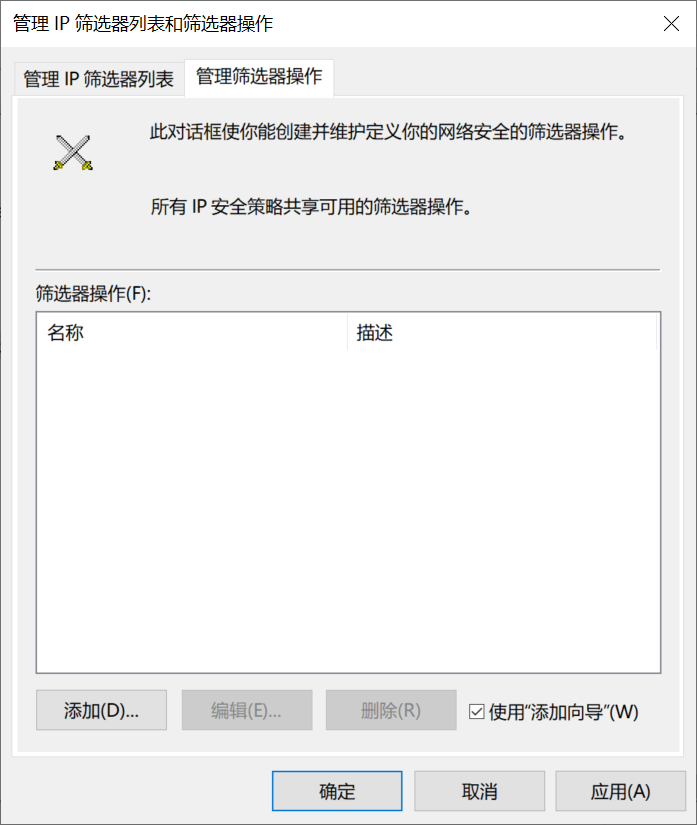 管理 IP 筛选器列表和筛选器操作
管理 IP 筛选器列表
管理筛选器操作
此对话框使你能创建并维护定义你的网络安全的筛选器操作。
所有 IP 安全策略共享可用的筛选器操作。
筛选器操作(F):
名称
描述
添加(D)...
编辑(E)...
删除(R)
使用“添加向导”(W)
确定
取消
应用(A)